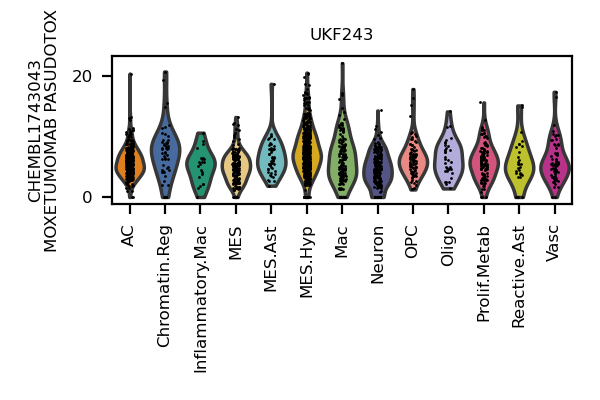 UKF243
CHEMBL1743043
MOXETUMOMAB PASUDOTOX
20
0
AC
Chromatin.Reg
Inflammatory.Mac
MES
MES.Ast
MES.Hyp
Mac
Neuron
OPC
Oligo
Prolif.Metab
Reactive.Ast
Vasc